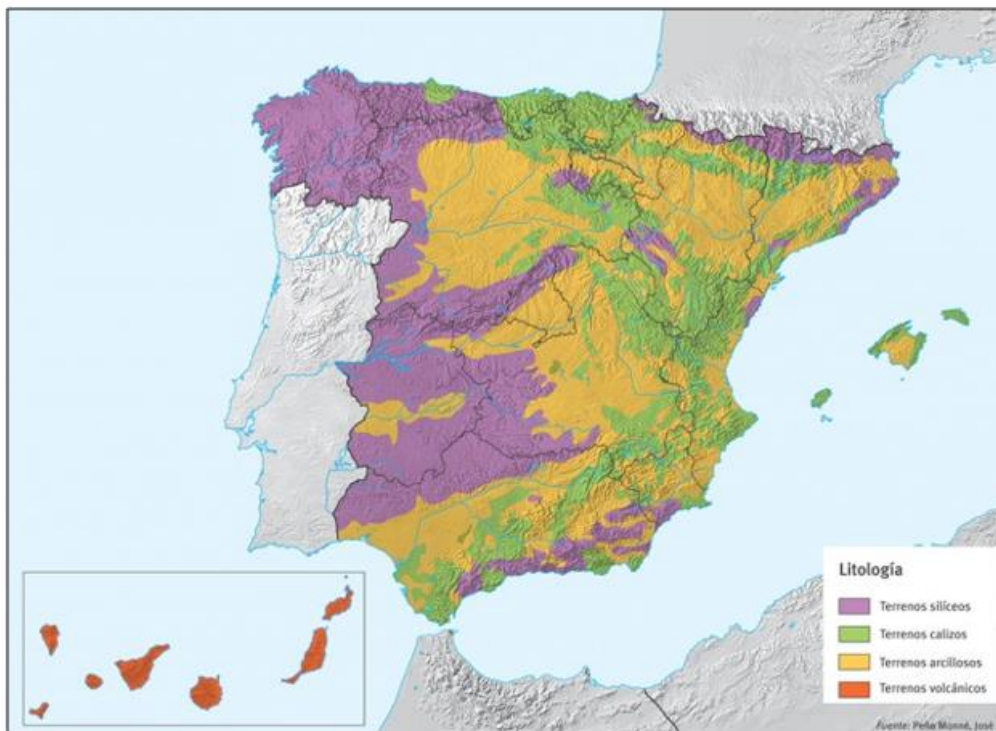 Litología
Terrenos silíceos
Terrenos calizos
Terrenos arcillosos
Terrenos volcánicos
Fuente: Peña Monné, José